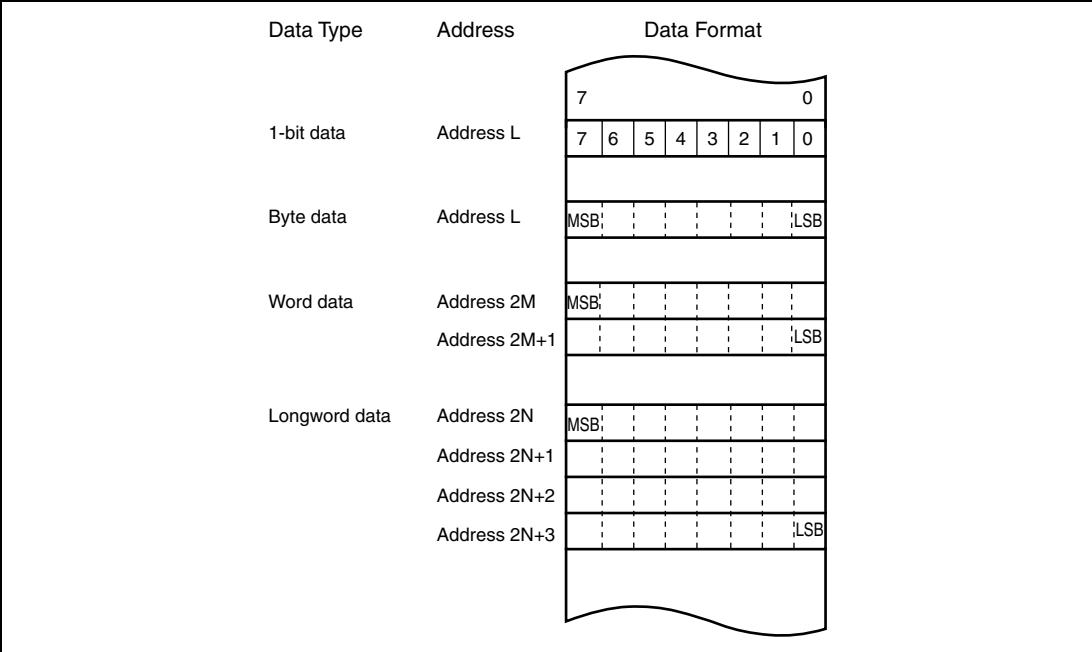 Data Type Address Data Format
7 0
1-bit data Address L 7 6 5 4 3 2 1 0
Byte data Address L MSB LSB
Word data Address 2M MSB
Address 2M+1 LSB
Longword data Address 2N MSB
Address 2N+1
Address 2N+2
Address 2N+3 LSB